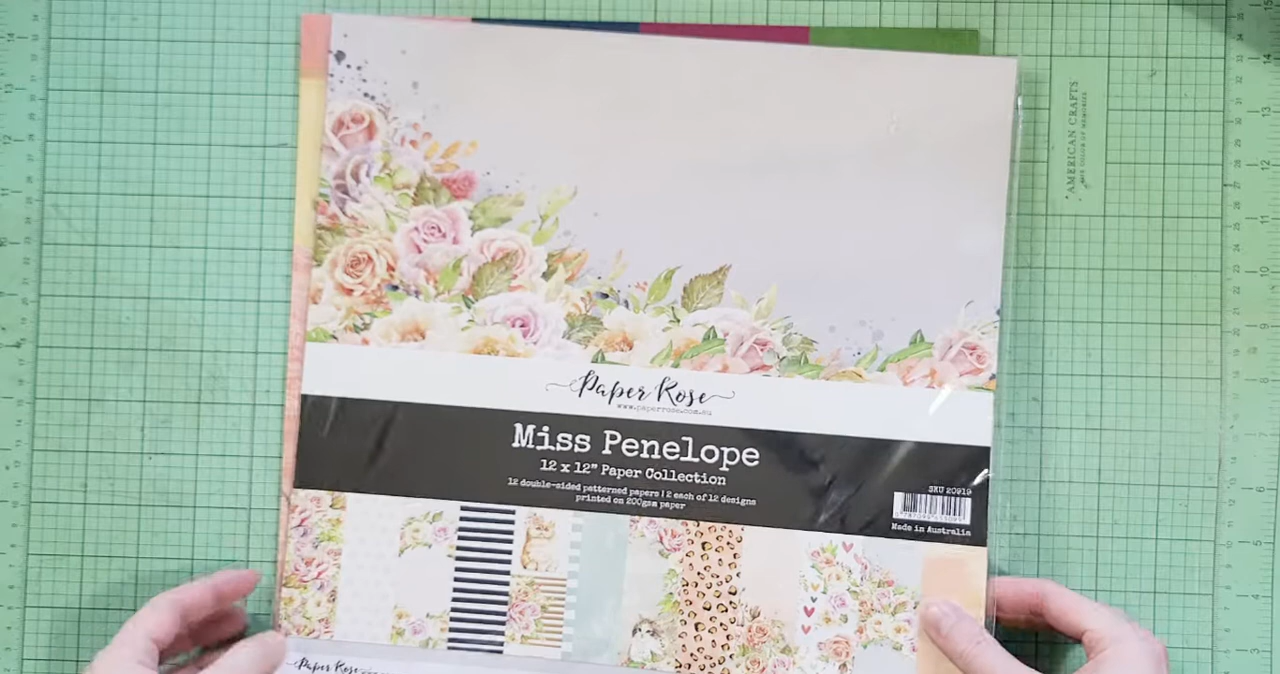 AMERICAN CRAFTS
Paper Rose
www.paperrose.com.au
Miss Penelope
12 x 12" Paper Collection
12 double-sided patterned papers | 2 each of 12 designs
printed on 200gsm paper
SKU 20919
Made in Australia
Paper Rose